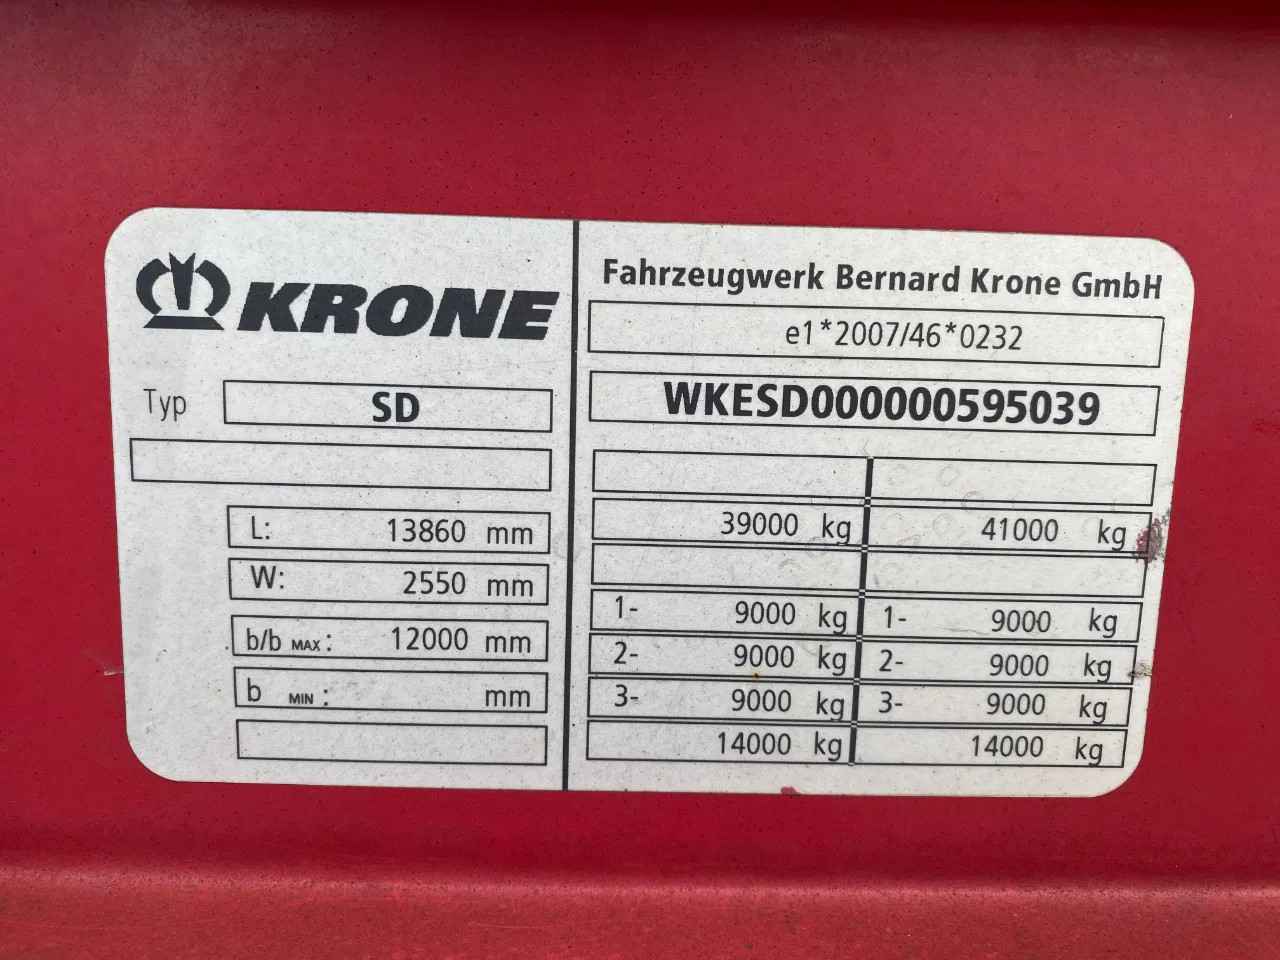 KRONE
Typ SD
L: 13860 mm
W: 2550 mm
b/b MAX : 12000 mm
b MIN : mm
Fahrzeugwerk Bernard Krone GmbH
e1*2007/46*0232
WKESD000000595039
39000 kg 41000 kg
1- 9000 kg 1- 9000 kg
2- 9000 kg 2- 9000 kg
3- 9000 kg 3- 9000 kg
14000 kg 14000 kg